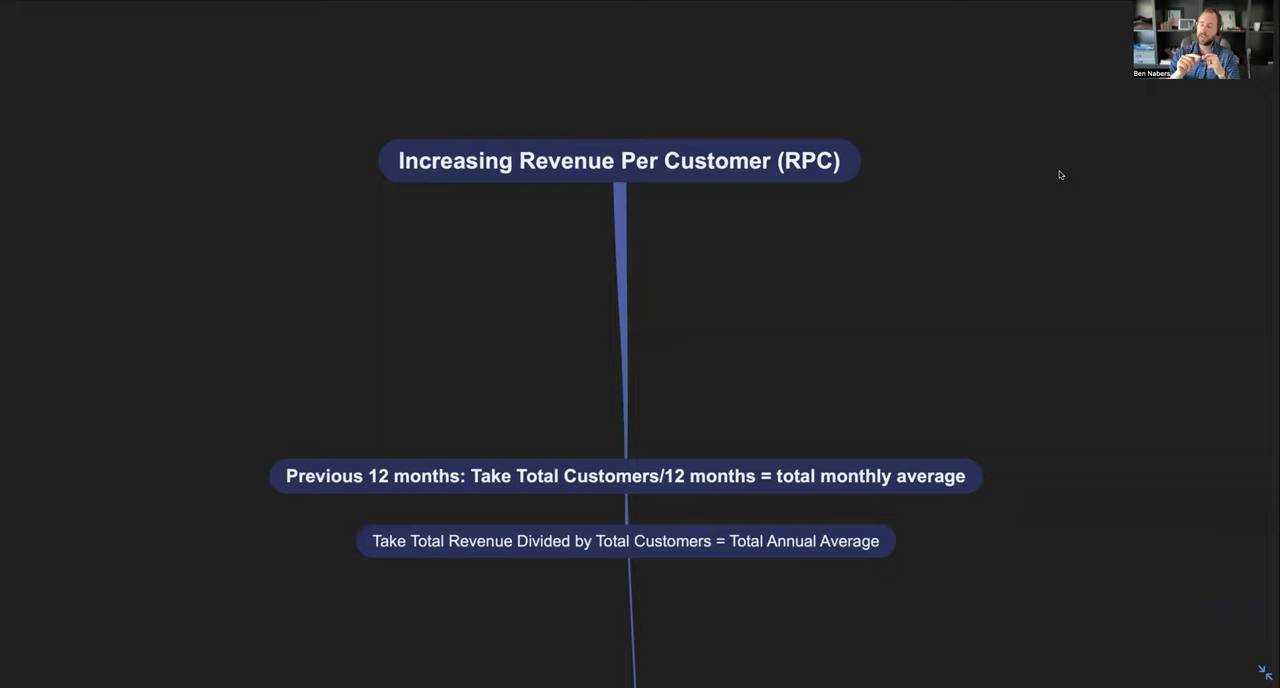 Ben Nabers
Increasing Revenue Per Customer (RPC)
Previous 12 months: Take Total Customers/12 months = total monthly average
Take Total Revenue Divided by Total Customers = Total Annual Average